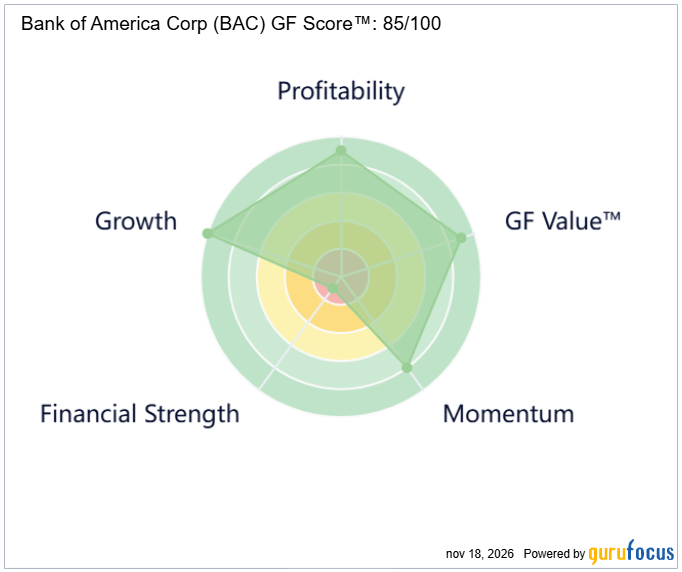 Bank of America Corp (BAC) GF Score™: 85/100
Profitability
Growth
GF Value™
Financial Strength
Momentum
nov 18, 2026 Powered by gurufocus